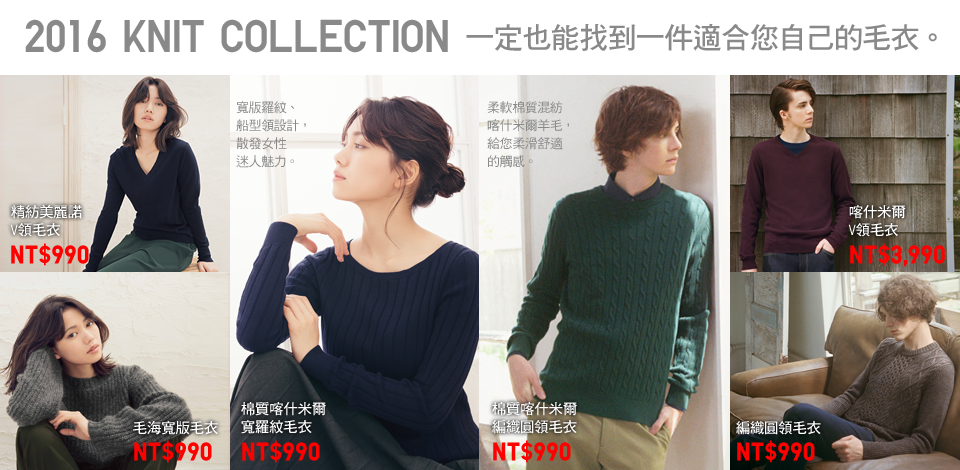 2016 KNIT COLLECTION 一定也能找到一件適合您自己的毛衣。
精紡美麗諾
V領毛衣
NT$990
毛海寬版毛衣
NT$990
寬版羅紋、
船型領設計，
散發女性
迷人魅力。
棉質喀什米爾
寬羅紋毛衣
NT$990
柔軟棉質混紡
喀什米爾羊毛，
給您柔滑舒適
的觸感。
棉質喀什米爾
編織圓領毛衣
NT$990
喀什米爾
V領毛衣
NT$3,990
編織圓領毛衣
NT$990